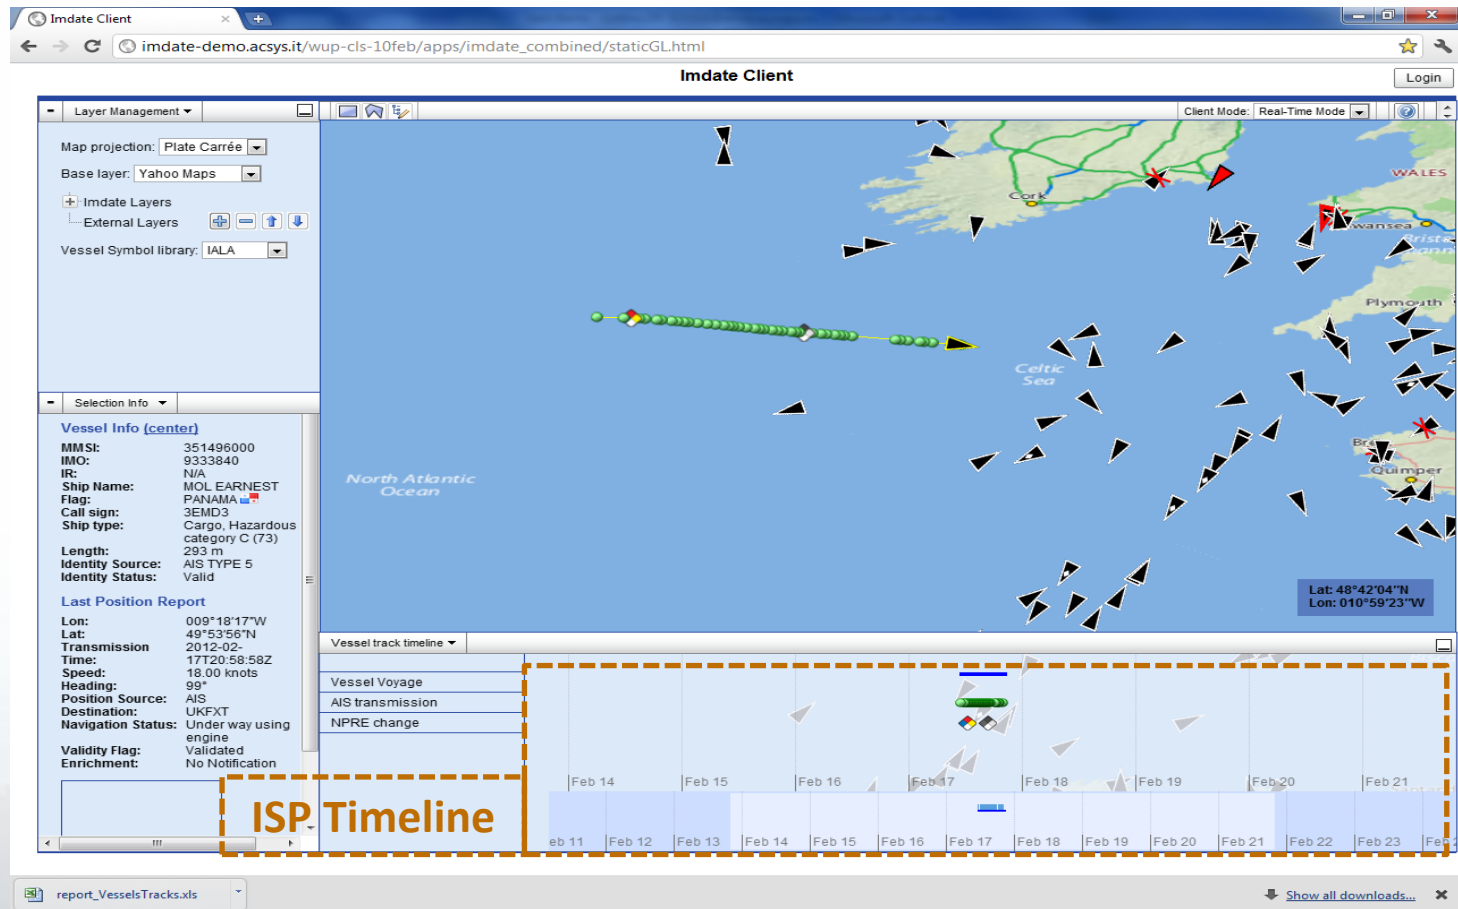 Imdate Client
imdate-demo.acsys.it/wup-cls-10feb/apps/imdate_combined/staticGL.html
Imdate Client
Login
Layer Management
Client Mode: Real-Time Mode
Map projection: Plate Carrée
Base layer: Yahoo Maps
Imdate Layers
External Layers
Vessel Symbol library: IALA
Cork
WALES
Swansea
Plymouth
Celtic
Sea
North Atlantic
Ocean
Quimper
Lat: 48°42'04"N
Lon: 010°59'23"W
Selection Info
Vessel Info (center)
MMSI: 351496000
IMO: 9333840
IR: N/A
Ship Name: MOL EARNEST
Flag: PANAMA
Call sign: 3EMD3
Ship type: Cargo, Hazardous
category C (73)
Length: 293 m
Identity Source: AIS TYPE 5
Identity Status: Valid
Last Position Report
Lon: 009°18'17"W
Lat: 49°53'56"N
Transmission 2012-02-
Time: 17T20:58:58Z
Speed: 18.00 knots
Heading: 99°
Position Source: AIS
Destination: UKFXT
Navigation Status: Under way using
engine
Validity Flag: Validated
Enrichment: No Notification
Vessel track timeline
Vessel Voyage
AIS transmission
NPRE change
Feb 14 Feb 15 Feb 16 Feb 17 Feb 18 Feb 19 Feb 20 Feb 21
ISP Timeline
eb 11 Feb 12 Feb 13 Feb 14 Feb 15 Feb 16 Feb 17 Feb 18 Feb 19 Feb 20 Feb 21 Feb 22 Feb 23 Feb
report_VesselsTracks.xls
Show all downloads...